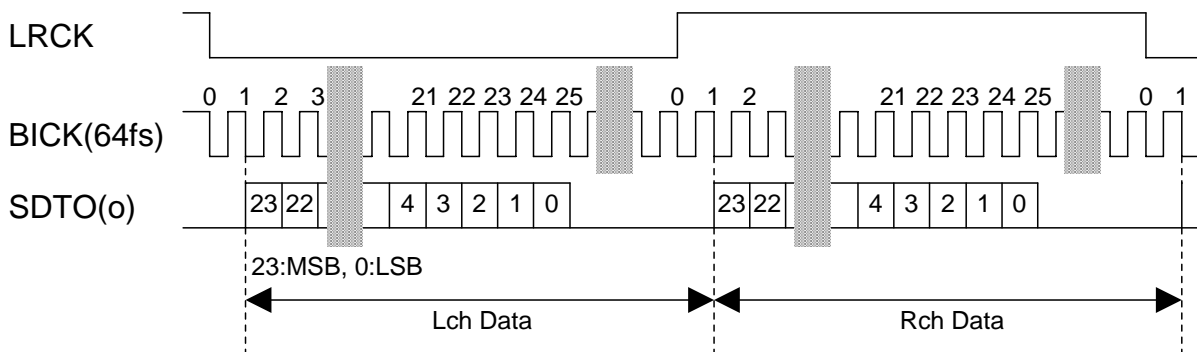 LRCK
0 1 2 3 21 22 23 24 25 0 1 2 21 22 23 24 25 0 1
BICK(64fs)
SDTO(o) 23 22 4 3 2 1 0 23 22 4 3 2 1 0
23:MSB, 0:LSB
Lch Data Rch Data